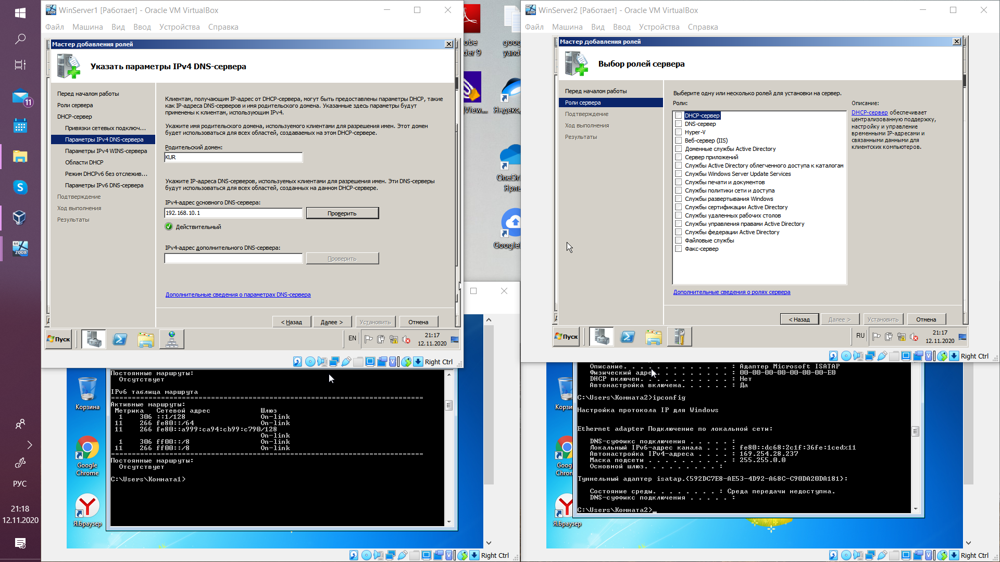 WinServer1 [Работает] - Oracle VM VirtualBox
Файл Машина Вид Ввод Устройства Справка
Мастер добавления ролей
Указать параметры IPv4 DNS-сервера
Перед началом работы
Роли сервера
DHCP-сервер
Привязки сетевых подключ...
Параметры IPv4 DNS-сервера
Параметры IPv4 WINS-сервера
Области DHCP
Режим DHCPv6 без отслежив...
Параметры IPv6 DNS-сервера
Подтверждение
Ход выполнения
Результаты
Клиентам, получающим IP-адрес от DHCP-сервера, могут быть предоставлены параметры DHCP, такие
как IP-адреса DNS-серверов и имя родительского домена. Указанные здесь параметры будут
применены к клиентам, использующим IPv4.
Укажите имя родительского домена, используемого клиентами для разрешения имен. Этот домен
будет использоваться для всех областей, создаваемых на этом DHCP-сервере.
Родительский домен:
KUR
Укажите IP-адреса DNS-серверов, используемых клиентами для разрешения имен. Эти DNS-серверы
будут использоваться для всех областей, созданных на данном DHCP-сервере.
IPv4-адрес основного DNS-сервера:
192.168.10.1
Проверить
Действительный
IPv4-адрес дополнительного DNS-сервера:
Проверить
Дополнительные сведения о параметрах DNS-сервера
< Назад Далее > Установить Отмена
Пуск
EN
21:17
12.11.2020
Right Ctrl
WinServer2 [Работает] - Oracle VM VirtualBox
Файл Машина Вид Ввод Устройства Справка
Мастер добавления ролей
Выбор ролей сервера
Перед началом работы
Роли сервера
Подтверждение
Ход выполнения
Результаты
Выберите одну или несколько ролей для установки на сервер.
Роли:
DHCP-сервер
DNS-сервер
Hyper-V
Веб-сервер (IIS)
Доменные службы Active Directory
Сервер приложений
Службы Active Directory облегченного доступа к каталогам
Службы Windows Server Update Services
Службы печати и документов
Службы политики сети и доступа
Службы развертывания Windows
Службы сертификации Active Directory
Службы удаленных рабочих столов
Службы управления правами Active Directory
Службы федерации Active Directory
Файловые службы
Факс-сервер
Описание:
DHCP-сервер обеспечивает
централизованную поддержку,
настройку и управление
временными IP-адресами и
связанными данными для
клиентских компьютеров.
Дополнительные сведения о ролях сервера
< Назад Далее > Установить Отмена
Пуск
RU
21:17
12.11.2020
Right Ctrl
obe
der 9
goo
yand
View....
Яндекс.
OneDri
Ярлы
Google
11
64
2008
РУС
21:18
12.11.2020
Корзина
Google
Chrome
Я.Браузер
Постоянные маршруты:
Отсутствует
IPv6 таблица маршрута
===========================================================================
Активные маршруты:
Метрика Сетевой адрес Шлюз
1 306 ::1/128 On-link
11 266 fe80::/64 On-link
11 266 fe80::a999:ca94:cb99:c790/128
On-link
1 306 ff00::/8 On-link
11 266 ff00::/8 On-link
===========================================================================
Постоянные маршруты:
Отсутствует
C:\Users\Комната1>
Right Ctrl
Корзи
Goog
Chron
Я.Браузер
Описание. . . . . . . . . . . . . : Адаптер Microsoft ISATAP
Физический адре. . . . . . . . . : 00-00-00-00-00-00-00-E0
DHCP включен. . . . . . . . . . . : Нет
Автонастройка включена. . . . . . : Да
C:\Users\Комната2>ipconfig
Настройка протокола IP для Windows
Ethernet adapter Подключение по локальной сети:
DNS-суффикс подключения . . . . . :
Локальный IPv6-адрес канала . . . : fe80::dc68:2c1f:36fe:1ced%11
Автонастройка IPv4-адреса . . . . : 169.254.28.237
Маска подсети . . . . . . . . . . : 255.255.0.0
Основной шлюз. . . . . . . . . :
Туннельный адаптер isatap.{592DC7E8-AE53-4D92-A68C-C90DA20DA181}:
Состояние среды. . . . . . . . : Среда передачи недоступна.
DNS-суффикс подключения . . . . . :
C:\Users\Комната2>_
Right Ctrl